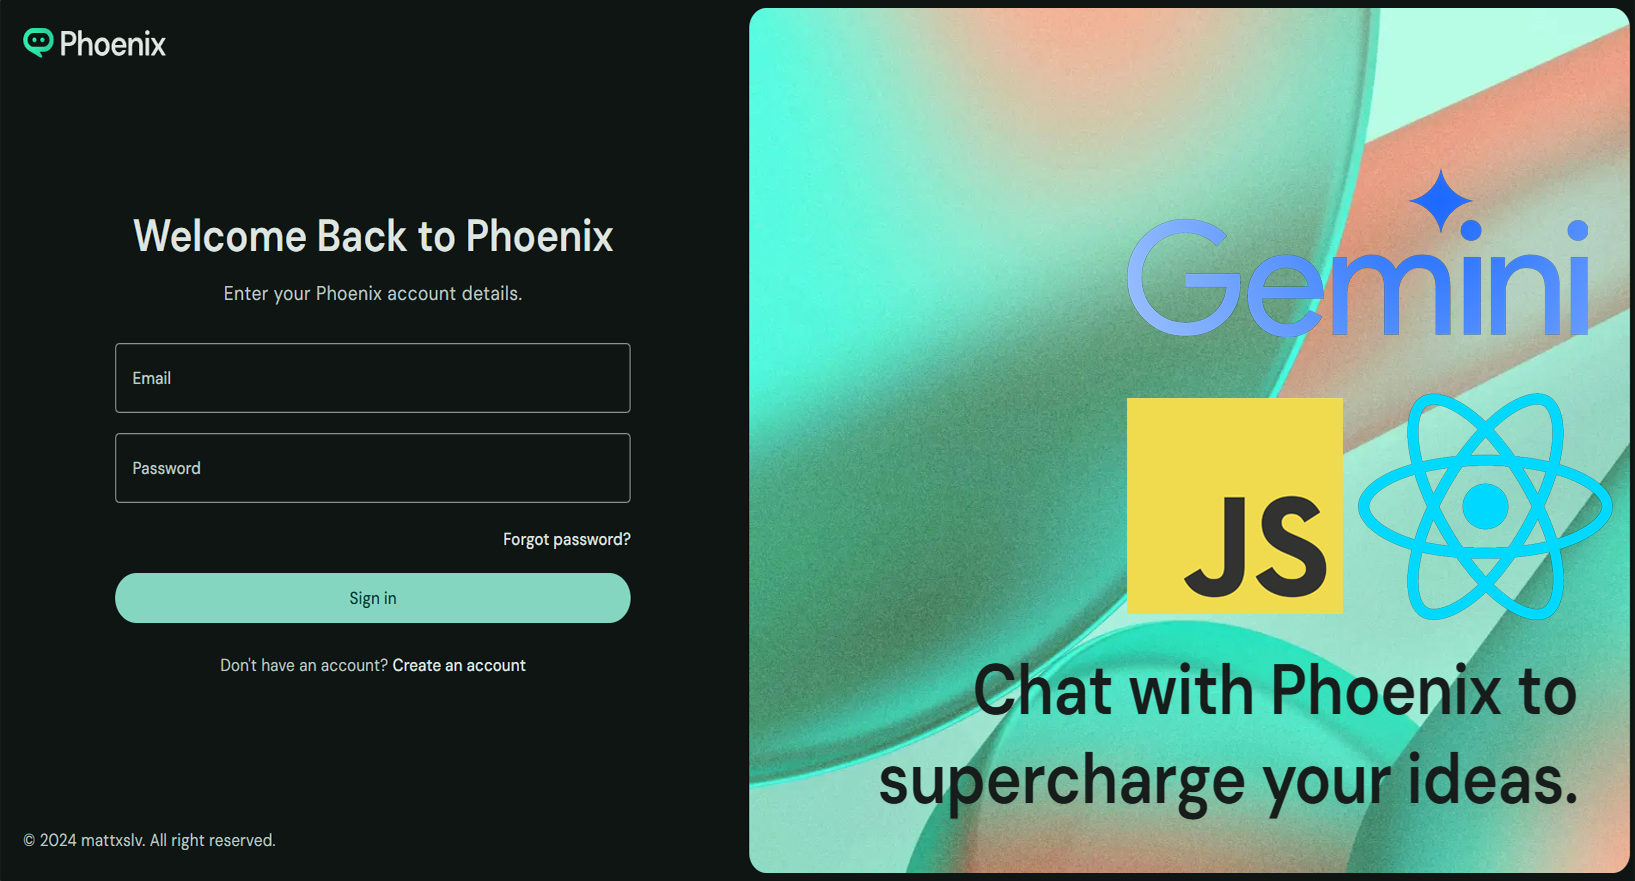 Phoenix
Welcome Back to Phoenix
Enter your Phoenix account details.
Email
Password
Forgot password?
Sign in
Don't have an account? Create an account
© 2024 mattxslv. All right reserved.
Gemini
JS
Chat with Phoenix to
supercharge your ideas.